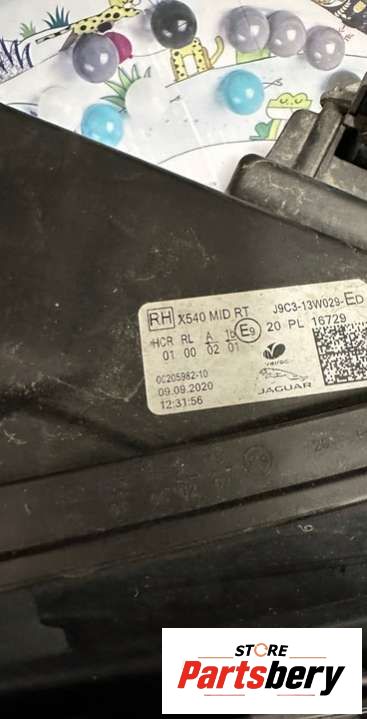 RH X540 MID RT J9C3-13W029-ED
HCR RL A E9 20 PL 16729
01 00 02 01
Valeo
0C205982-10
09.09.2020
JAGUAR
12:31:56
STORE
Partsbery